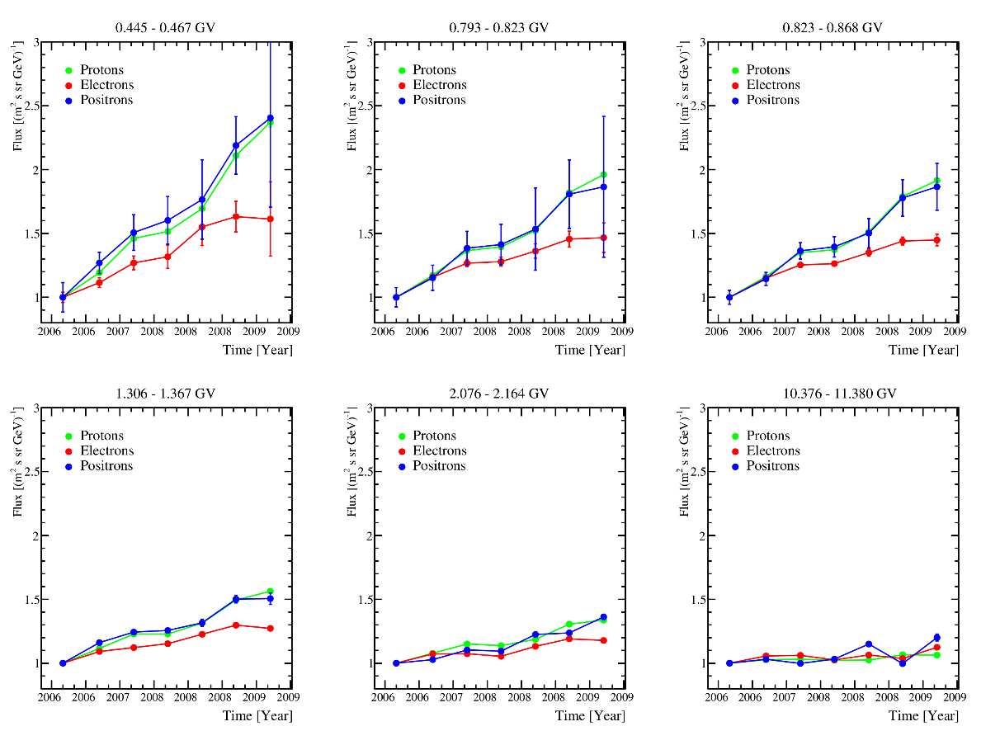 0.445 - 0.467 GV
0.793 - 0.823 GV
0.823 - 0.868 GV
Flux [(m² s sr GeV)⁻¹]
3
2.5
2
1.5
1
Protons
Electrons
Positrons
2006 2006 2007 2008 2008 2008 2009 2009
Time [Year]
Flux [(m² s sr GeV)⁻¹]
3
2.5
2
1.5
1
Protons
Electrons
Positrons
2006 2006 2007 2008 2008 2008 2009 2009
Time [Year]
Flux [(m² s sr GeV)⁻¹]
3
2.5
2
1.5
1
Protons
Electrons
Positrons
2006 2006 2007 2008 2008 2008 2009 2009
Time [Year]
1.306 - 1.367 GV
2.076 - 2.164 GV
10.376 - 11.380 GV
Flux [(m² s sr GeV)⁻¹]
3
2.5
2
1.5
1
Protons
Electrons
Positrons
2006 2006 2007 2008 2008 2008 2009 2009
Time [Year]
Flux [(m² s sr GeV)⁻¹]
3
2.5
2
1.5
1
Protons
Electrons
Positrons
2006 2006 2007 2008 2008 2008 2009 2009
Time [Year]
Flux [(m² s sr GeV)⁻¹]
3
2.5
2
1.5
1
Protons
Electrons
Positrons
2006 2006 2007 2008 2008 2008 2009 2009
Time [Year]